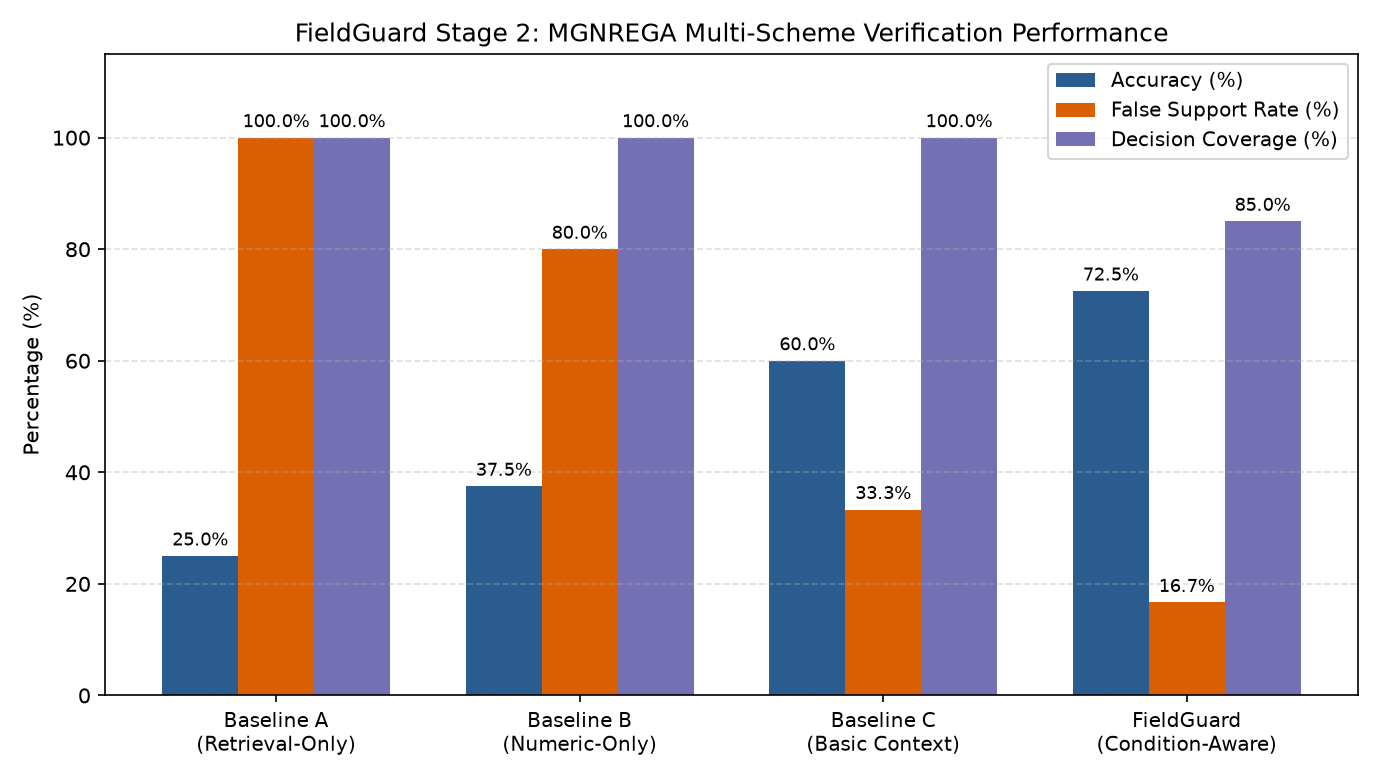 FieldGuard Stage 2: MGNREGA Multi-Scheme Verification Performance
Accuracy (%)
False Support Rate (%)
Decision Coverage (%)
Percentage (%)
100
80
60
40
20
0
25.0%
100.0%
100.0%
37.5%
80.0%
100.0%
60.0%
33.3%
100.0%
72.5%
16.7%
85.0%
Baseline A
(Retrieval-Only)
Baseline B
(Numeric-Only)
Baseline C
(Basic Context)
FieldGuard
(Condition-Aware)